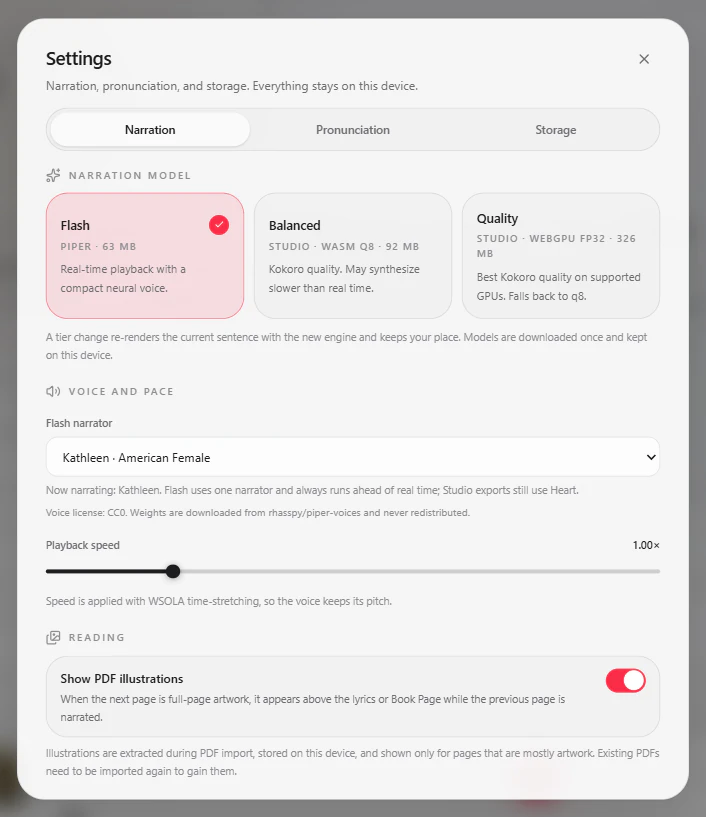 Settings
Narration, pronunciation, and storage. Everything stays on this device.
Narration
Pronunciation
Storage
NARRATION MODEL
Flash
PIPER · 63 MB
Real-time playback with a
compact neural voice.
Balanced
STUDIO · WASM Q8 · 92 MB
Kokoro quality. May synthesize
slower than real time.
Quality
STUDIO · WEBGPU FP32 · 326
MB
Best Kokoro quality on supported
GPUs. Falls back to q8.
A tier change re-renders the current sentence with the new engine and keeps your place. Models are downloaded once and kept
on this device.
VOICE AND PACE
Flash narrator
Kathleen · American Female
Now narrating: Kathleen. Flash uses one narrator and always runs ahead of real time; Studio exports still use Heart.
Voice license: CC0. Weights are downloaded from rhasspy/piper-voices and never redistributed.
Playback speed
1.00×
Speed is applied with WSOLA time-stretching, so the voice keeps its pitch.
READING
Show PDF illustrations
When the next page is full-page artwork, it appears above the lyrics or Book Page while the previous page is
narrated.
Illustrations are extracted during PDF import, stored on this device, and shown only for pages that are mostly artwork. Existing PDFs
need to be imported again to gain them.